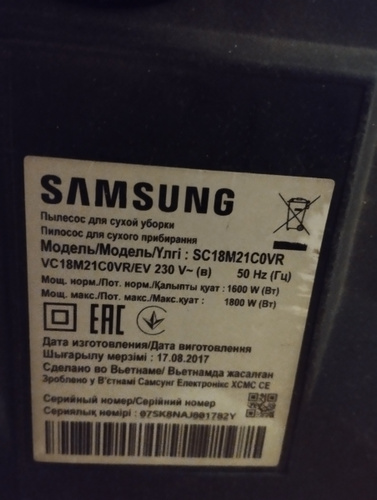 SAMSUNG
Пылесос для сухой уборки
Пилосос для сухого прибирання
Модель/Модель/Үлгі : SC18M21C0VR
VC18M21C0VR/EV 230 V~ (в) 50 Hz (Гц)
Мощ. норм./Пот. норм./Қалыпты қуат : 1600 W (Вт)
Мощ. макс./Пот. макс./Макс.қуат : 1800 W (Вт)
EAC
Дата изготовления/Дата виготовлення
Шығарылу мерзімі : 17.08.2017
Сделано во Вьетнаме/ Вьетнамда жасалған
Зроблено у В'єтнамі Самсунг Електронікс ХСМС СЕ
Серийный номер/Серійний номер
Сериялық нөмірі : 075K8NAJ801782Y